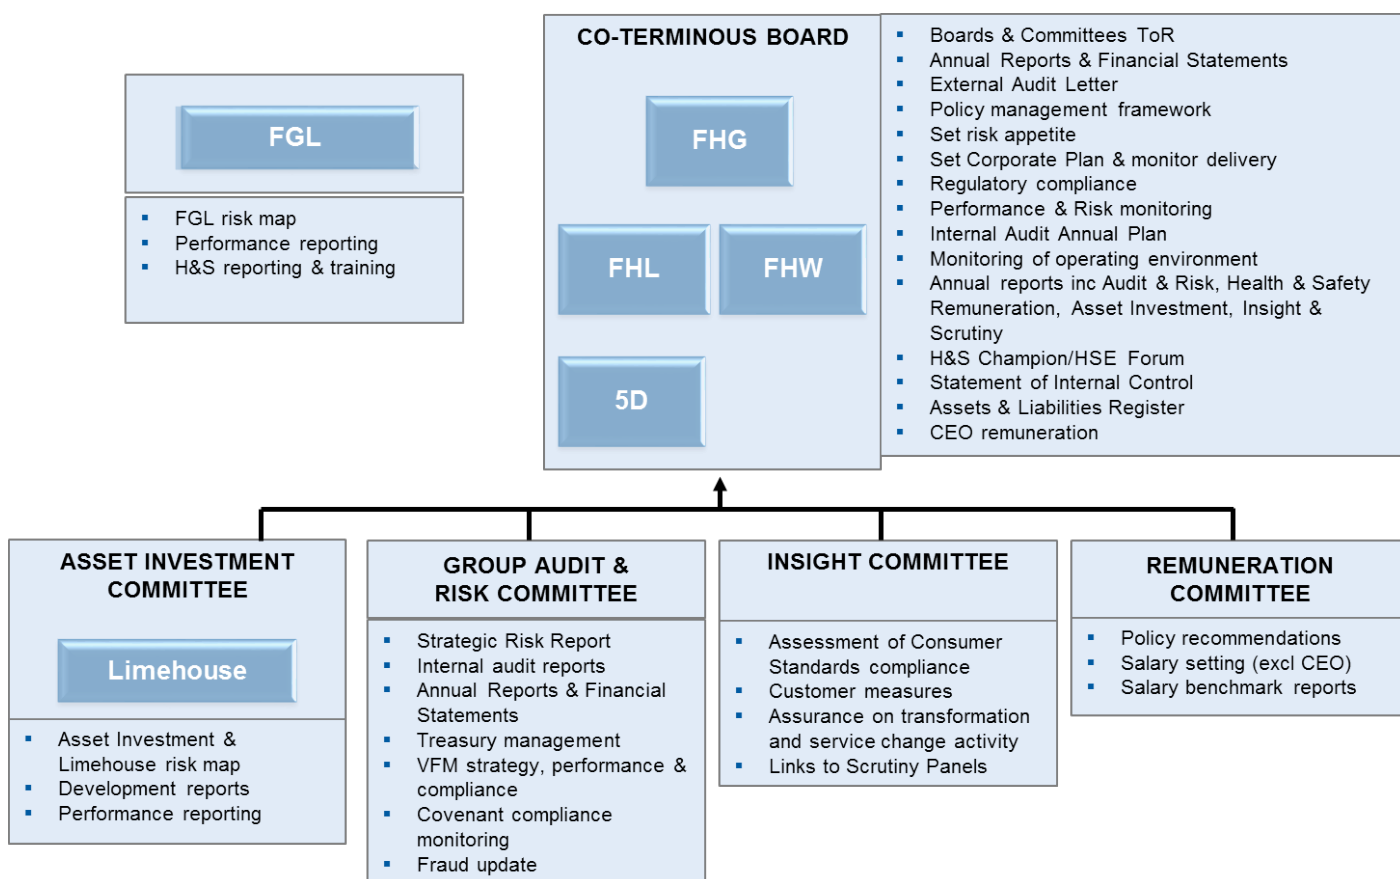 FGL
▪ FGL risk map
▪ Performance reporting
▪ H&S reporting & training
CO-TERMINOUS BOARD
FHG
FHL
FHW
5D
▪ Boards & Committees ToR
▪ Annual Reports & Financial Statements
▪ External Audit Letter
▪ Policy management framework
▪ Set risk appetite
▪ Set Corporate Plan & monitor delivery
▪ Regulatory compliance
▪ Performance & Risk monitoring
▪ Internal Audit Annual Plan
▪ Monitoring of operating environment
▪ Annual reports inc Audit & Risk, Health & Safety
Remuneration, Asset Investment, Insight &
Scrutiny
▪ H&S Champion/HSE Forum
▪ Statement of Internal Control
▪ Assets & Liabilities Register
▪ CEO remuneration
ASSET INVESTMENT
COMMITTEE
Limehouse
▪ Asset Investment &
Limehouse risk map
▪ Development reports
▪ Performance reporting
GROUP AUDIT &
RISK COMMITTEE
▪ Strategic Risk Report
▪ Internal audit reports
▪ Annual Reports & Financial
Statements
▪ Treasury management
▪ VFM strategy, performance &
compliance
▪ Covenant compliance
monitoring
▪ Fraud update
INSIGHT COMMITTEE
▪ Assessment of Consumer
Standards compliance
▪ Customer measures
▪ Assurance on transformation
and service change activity
▪ Links to Scrutiny Panels
REMUNERATION
COMMITTEE
▪ Policy recommendations
▪ Salary setting (excl CEO)
▪ Salary benchmark reports